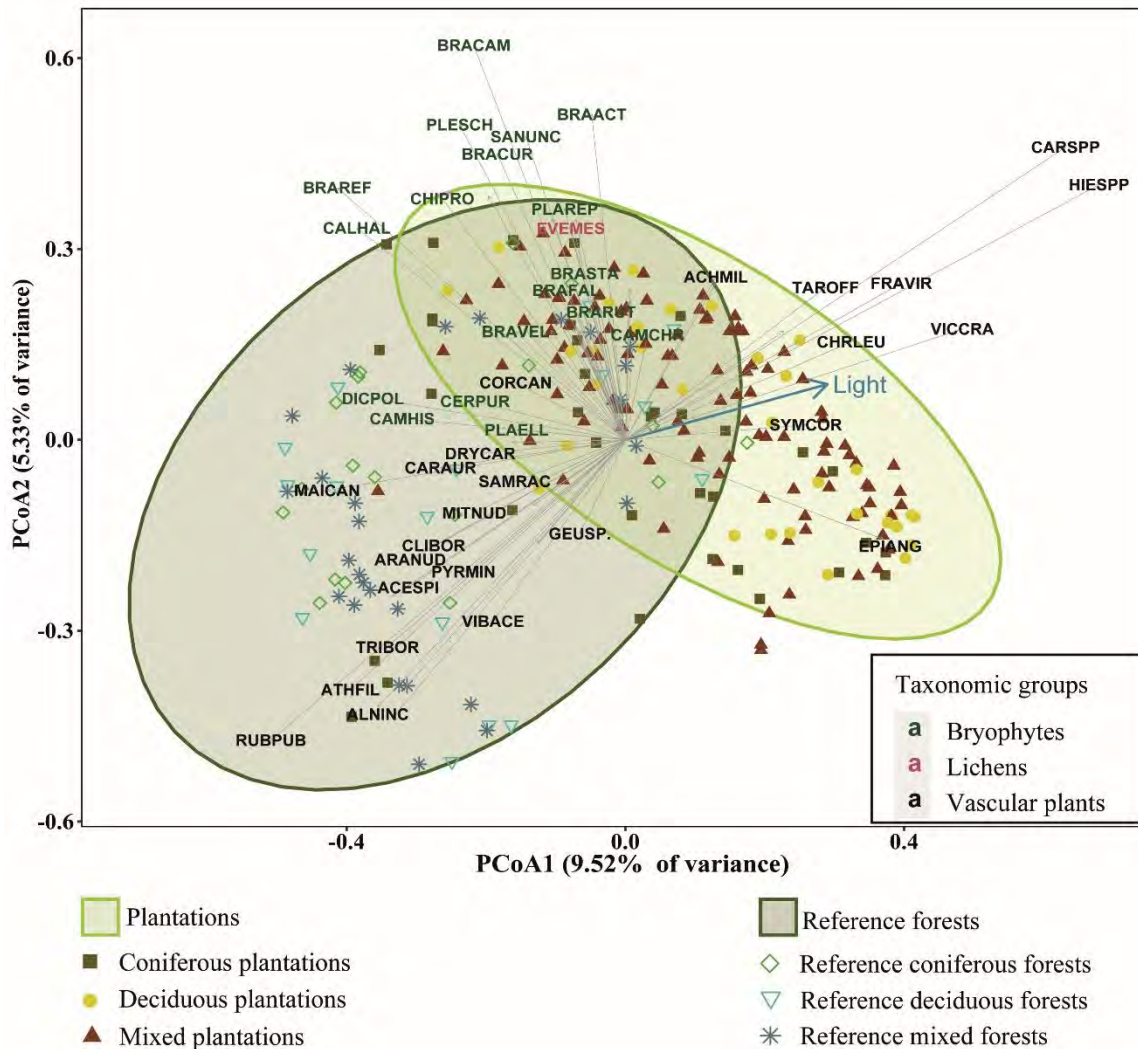 0.6
0.3
0.0
-0.3
-0.6
PCoA2 (5.33% of variance)
BRACAM
BRAACT
PLESCH
SANUNC
CARSPP
BRACUR
HIESPP
BRAREF
CHIPRO
PLAREP
CALHAL
EVEMES
BRASTA
ACHMIL
TAROFF
FRAVIR
BRAFAL
BRARUT
BRAVEL
CAMCHR
VICCRA
CHRLEU
CORCAN
Light
DICPOL
CERPUR
CAMHIS
PLAELL
SYMCOR
DRYCAR
CARAUR
SAMRAC
MAICAN
MITNUD
GEUSP.
CLIBOR
EPIANG
ARANUD
PYRMIN
ACESPI
VIBACE
TRIBOR
ATHFIL
ALNINC
RUBPUB
Taxonomic groups
a Bryophytes
a Lichens
a Vascular plants
-0.4
0.0
0.4
PCoA1 (9.52% of variance)
Plantations
Coniferous plantations
Deciduous plantations
Mixed plantations
Reference forests
Reference coniferous forests
Reference deciduous forests
Reference mixed forests